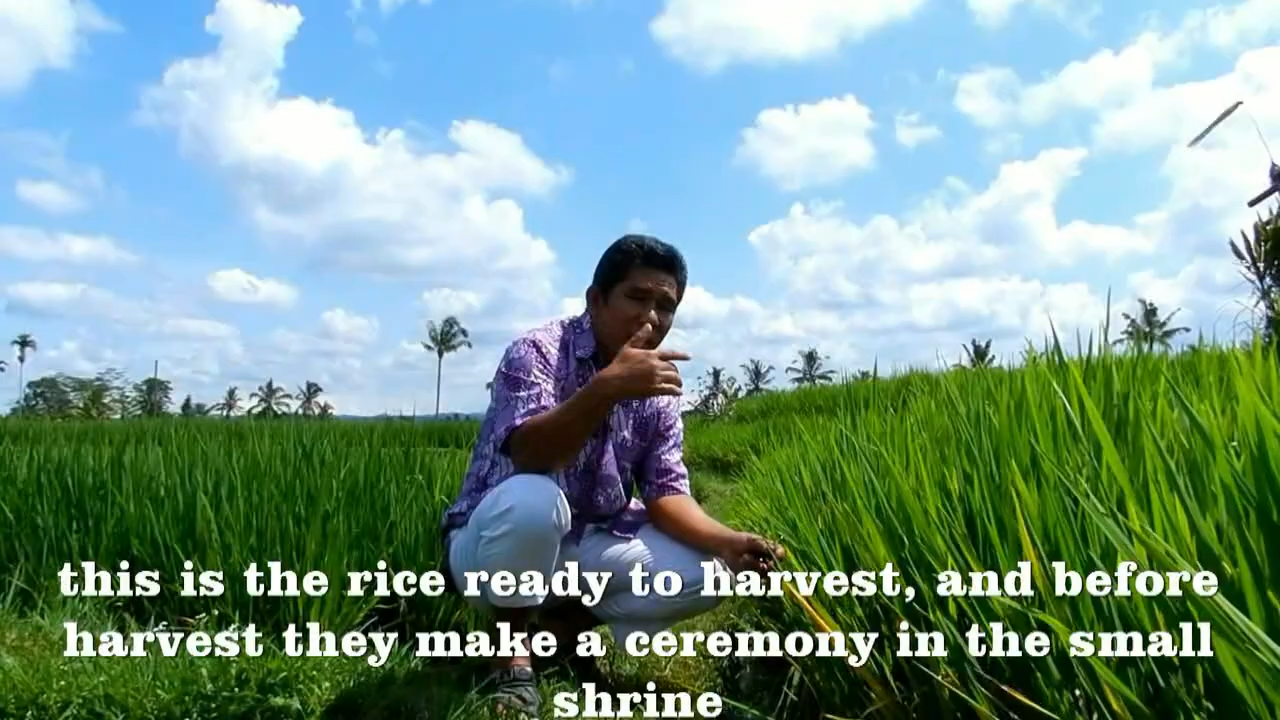 this is the rice ready to harvest, and before
harvest they make a ceremony in the small
shrine